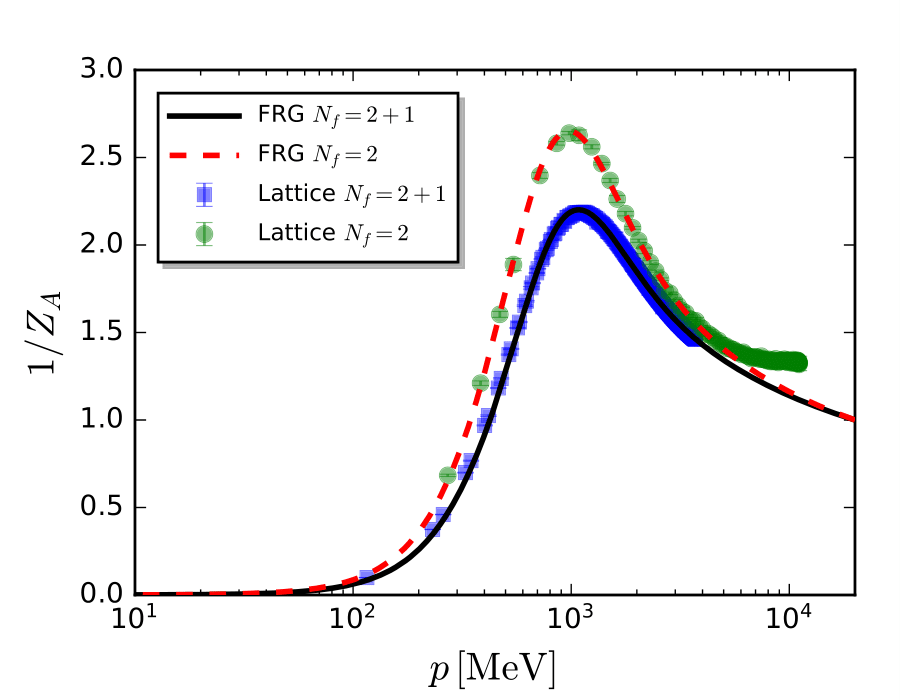 3.0
2.5
2.0
1.5
1.0
0.5
0.0
1/Z_A
FRG N_f = 2 + 1
FRG N_f = 2
Lattice N_f = 2 + 1
Lattice N_f = 2
10^1 10^2 10^3 10^4
p [MeV]